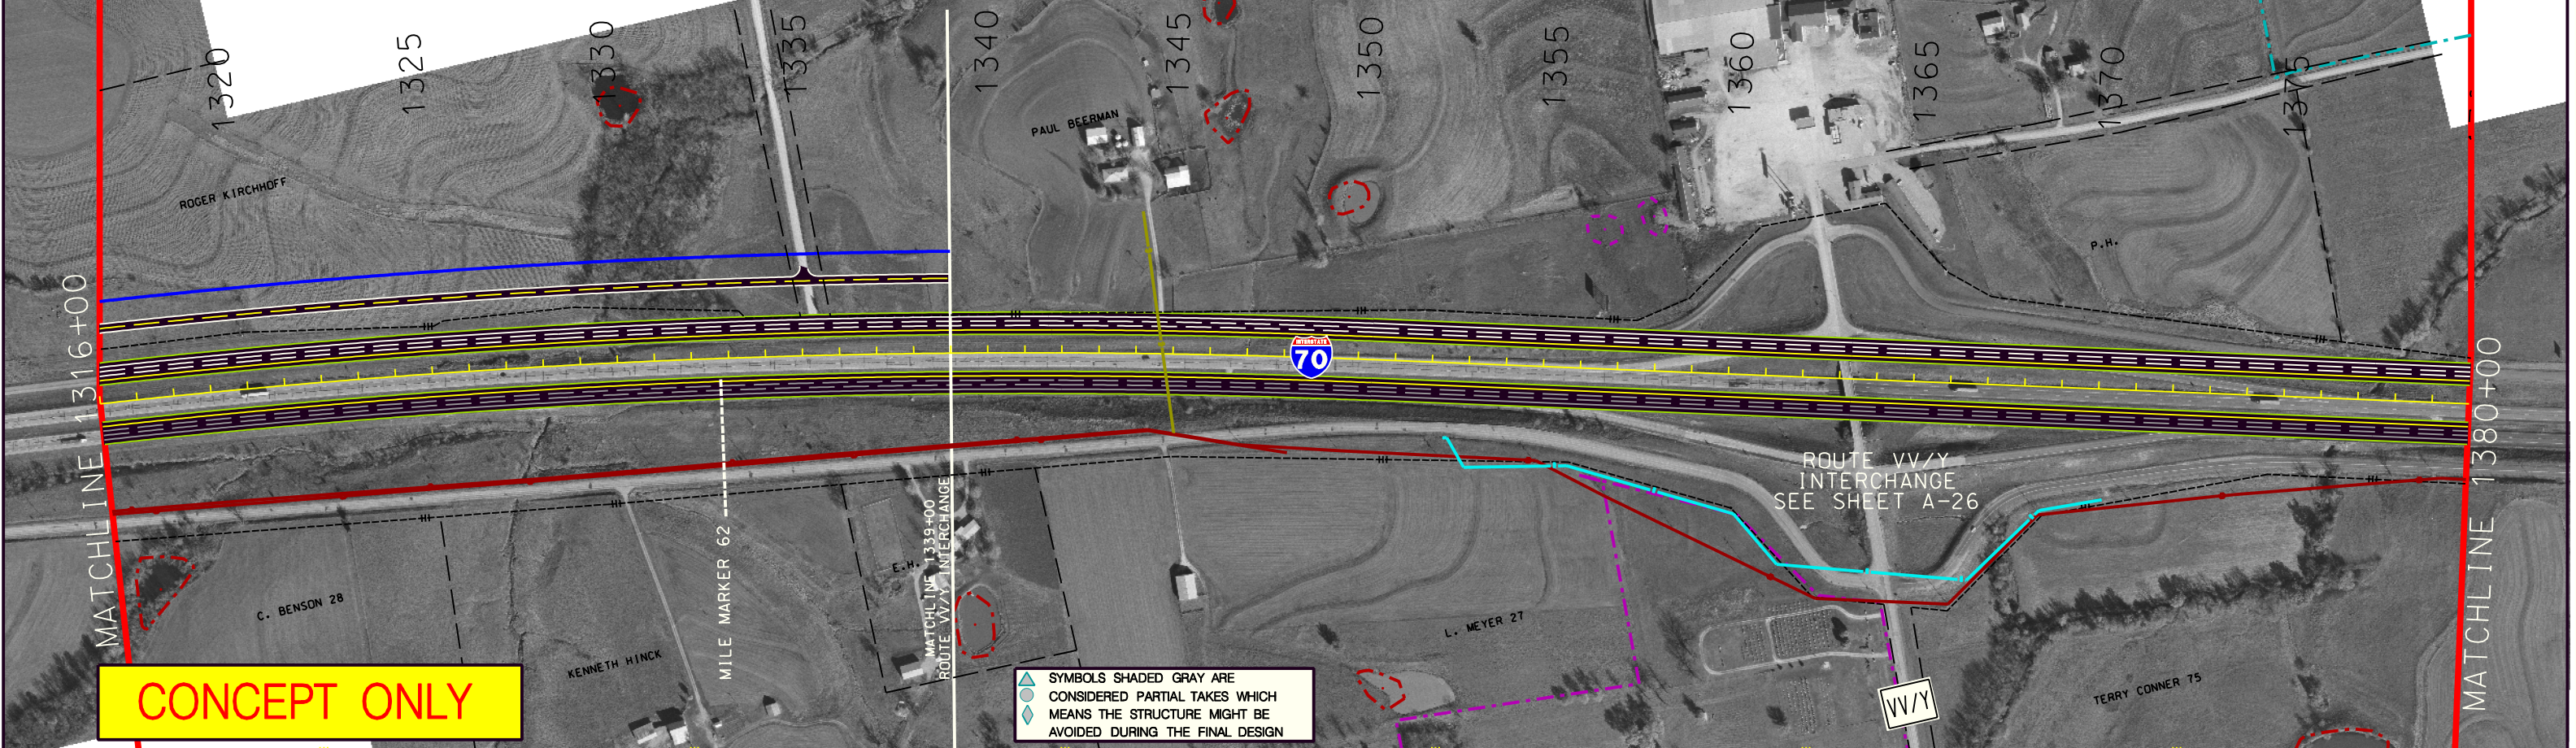 1320
1325
1330
1335
1340
1345
1350
1355
1360
1365
1370
1375
PAUL BEERMAN
ROGER KIRCHHOFF
P.H.
MATCHLINE 1316+00
INTERSTATE
70
MATCHLINE 1380+00
ROUTE VV/Y
INTERCHANGE
SEE SHEET A-26
MILE MARKER 62
MATCHLINE 1339+00
ROUTE VV/Y INTERCHANGE
E.H.
C. BENSON 28
L. MEYER 27
KENNETH HINCK
TERRY CONNER 75
VV/Y
CONCEPT ONLY
SYMBOLS SHADED GRAY ARE
CONSIDERED PARTIAL TAKES WHICH
MEANS THE STRUCTURE MIGHT BE
AVOIDED DURING THE FINAL DESIGN